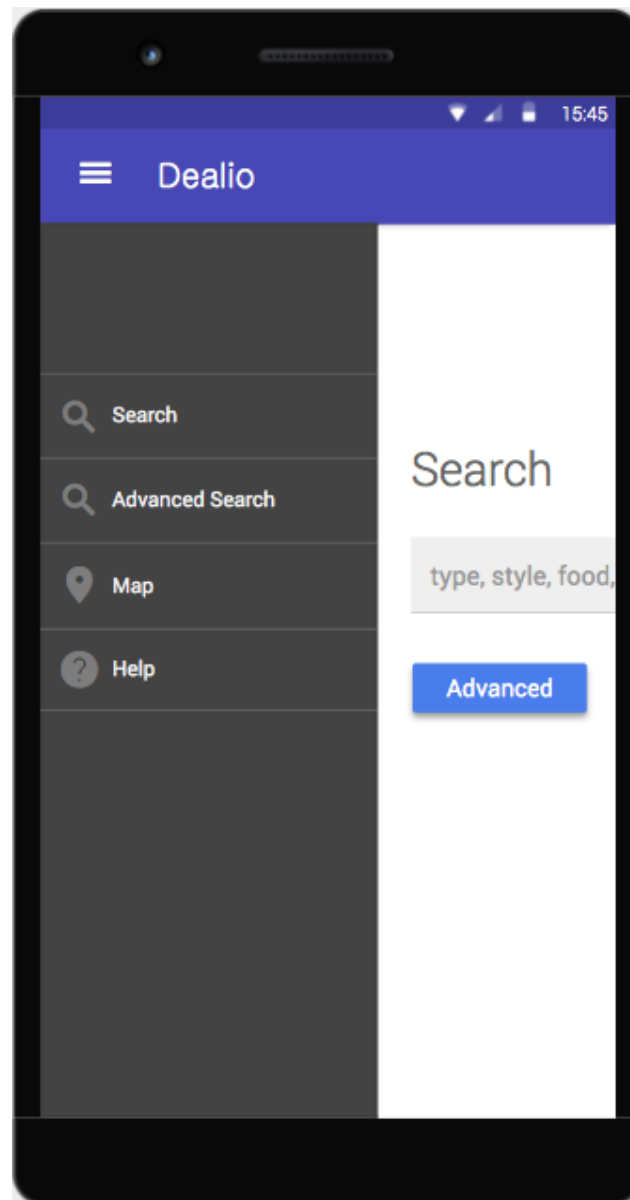 15:45
Dealio
Search
Advanced Search
Map
Help
Search
type, style, food,
Advanced